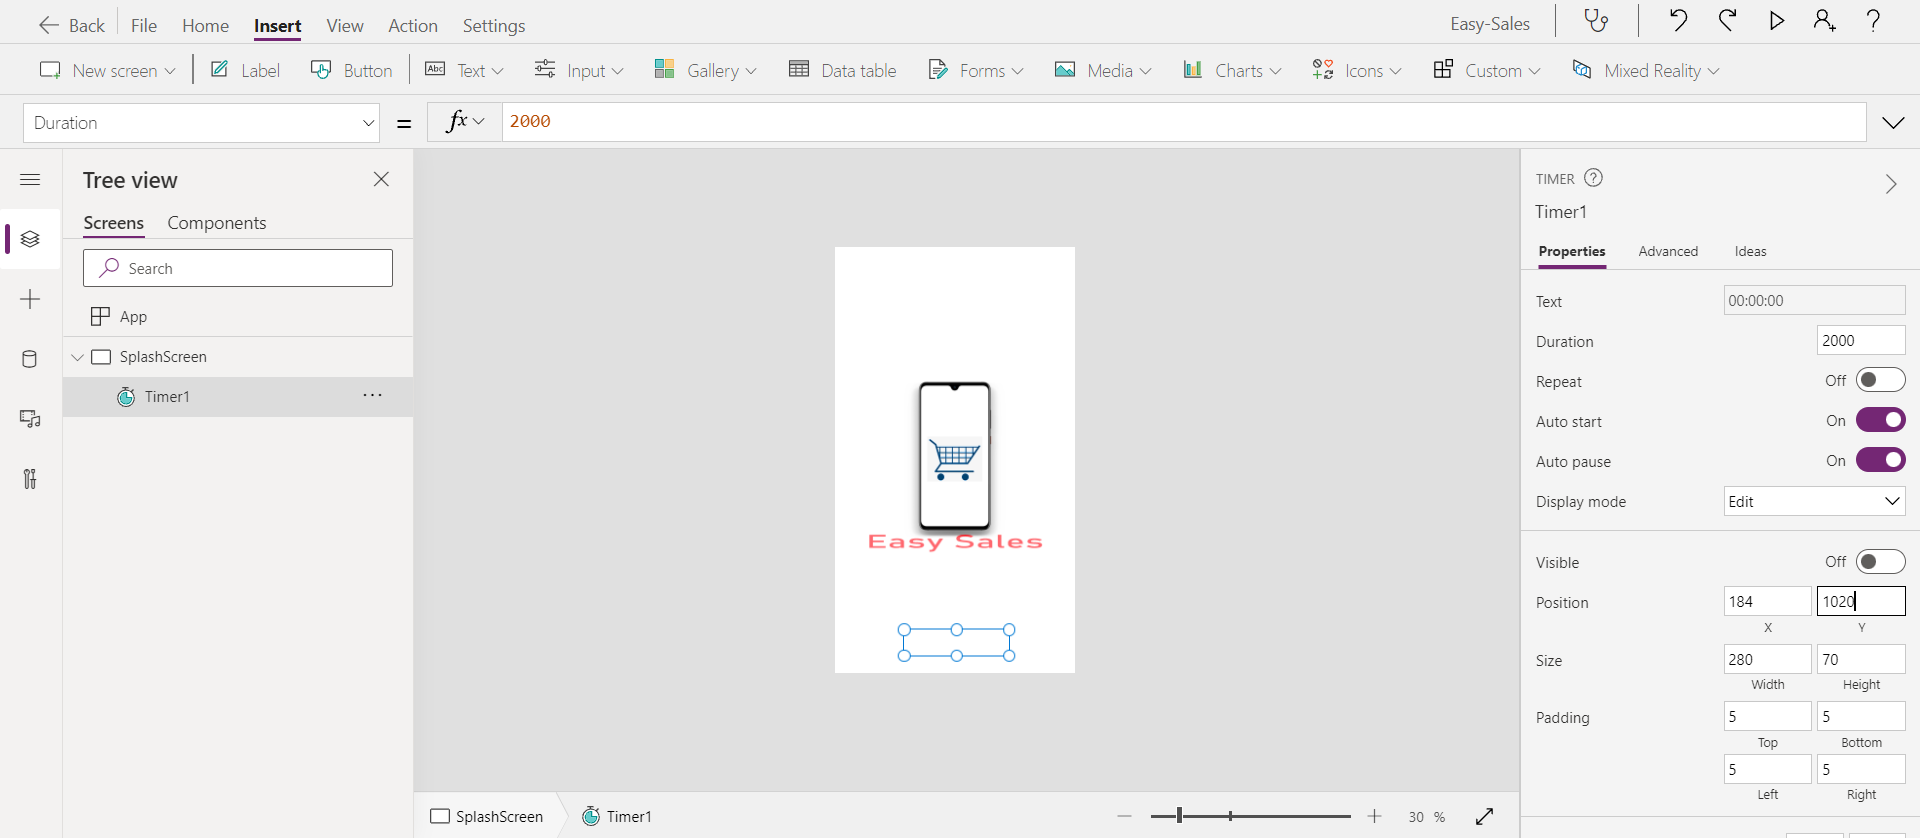 Back File Home Insert View Action Settings Easy-Sales ?
New screen Label Button Abc Text Input Gallery Data table Forms Media Charts Icons Custom Mixed Reality
Duration = fx 2000
Tree view
Screens Components
Search
App
SplashScreen
Timer1 ...
Easy Sales
SplashScreen Timer1 30 %
TIMER ?
Timer1
Properties Advanced Ideas
Text 00:00:00
Duration 2000
Repeat Off
Auto start On
Auto pause On
Display mode Edit
Visible Off
Position 184 1020
X Y
Size 280 70
Width Height
Padding 5 5
Top Bottom
5 5
Left Right